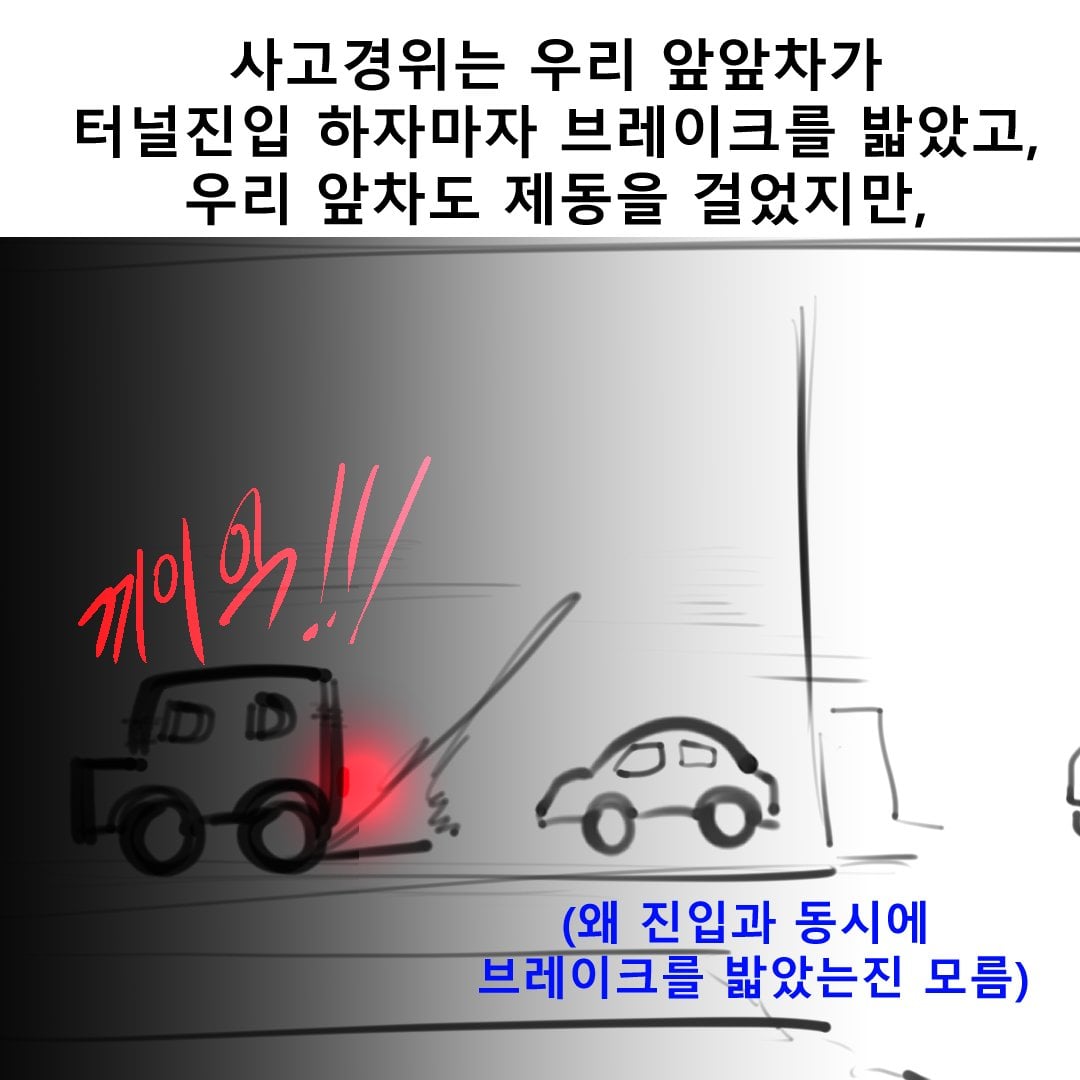 사고경위는 우리 앞앞차가
터널진입 하자마자 브레이크를 밟았고,
우리 앞차도 제동을 걸었지만,
끼이익!!!
(왜 진입과 동시에
브레이크를 밟았는진 모름)